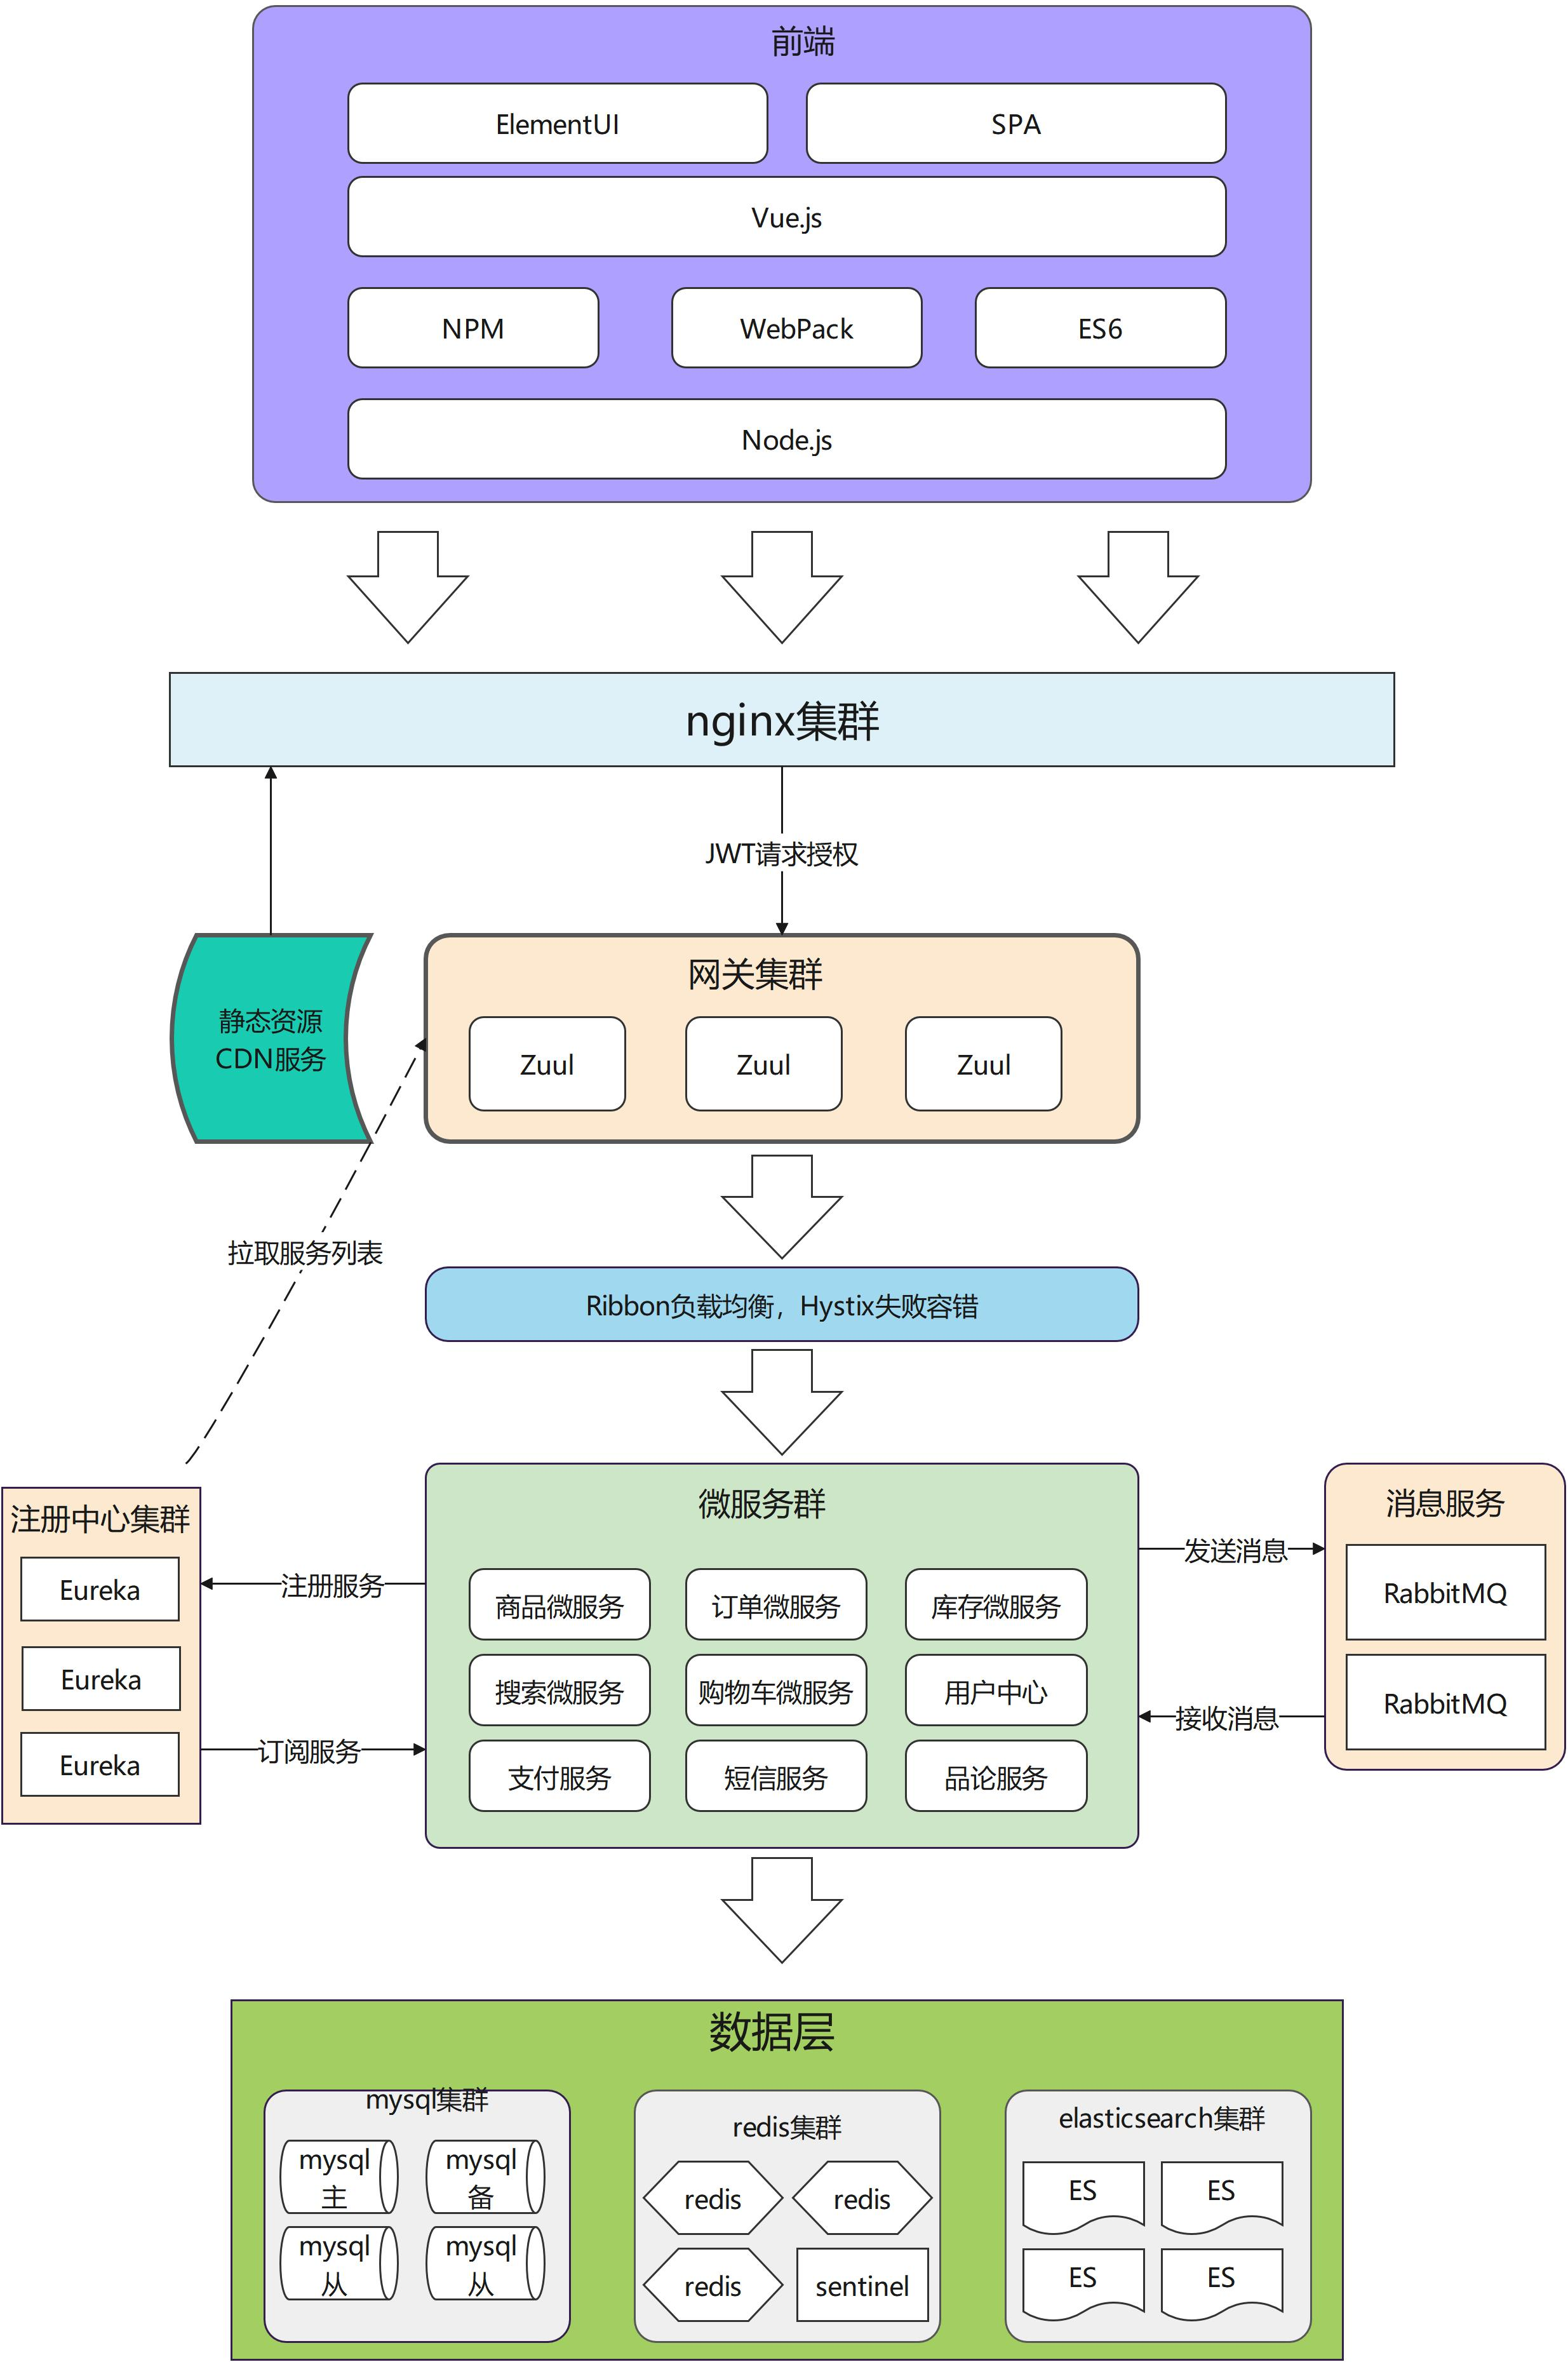 前端
ElementUI
SPA
Vue.js
NPM
WebPack
ES6
Node.js
nginx集群
JWT请求授权
静态资源
CDN服务
网关集群
Zuul
Zuul
Zuul
拉取服务列表
Ribbon负载均衡，Hystix失败容错
注册中心集群
Eureka
Eureka
Eureka
注册服务
订阅服务
微服务群
商品微服务
订单微服务
库存微服务
搜索微服务
购物车微服务
用户中心
支付服务
短信服务
品论服务
发送消息
接收消息
消息服务
RabbitMQ
RabbitMQ
数据层
mysql集群
mysql
主
mysql
备
mysql
从
mysql
从
redis集群
redis
redis
redis
sentinel
elasticsearch集群
ES
ES
ES
ES